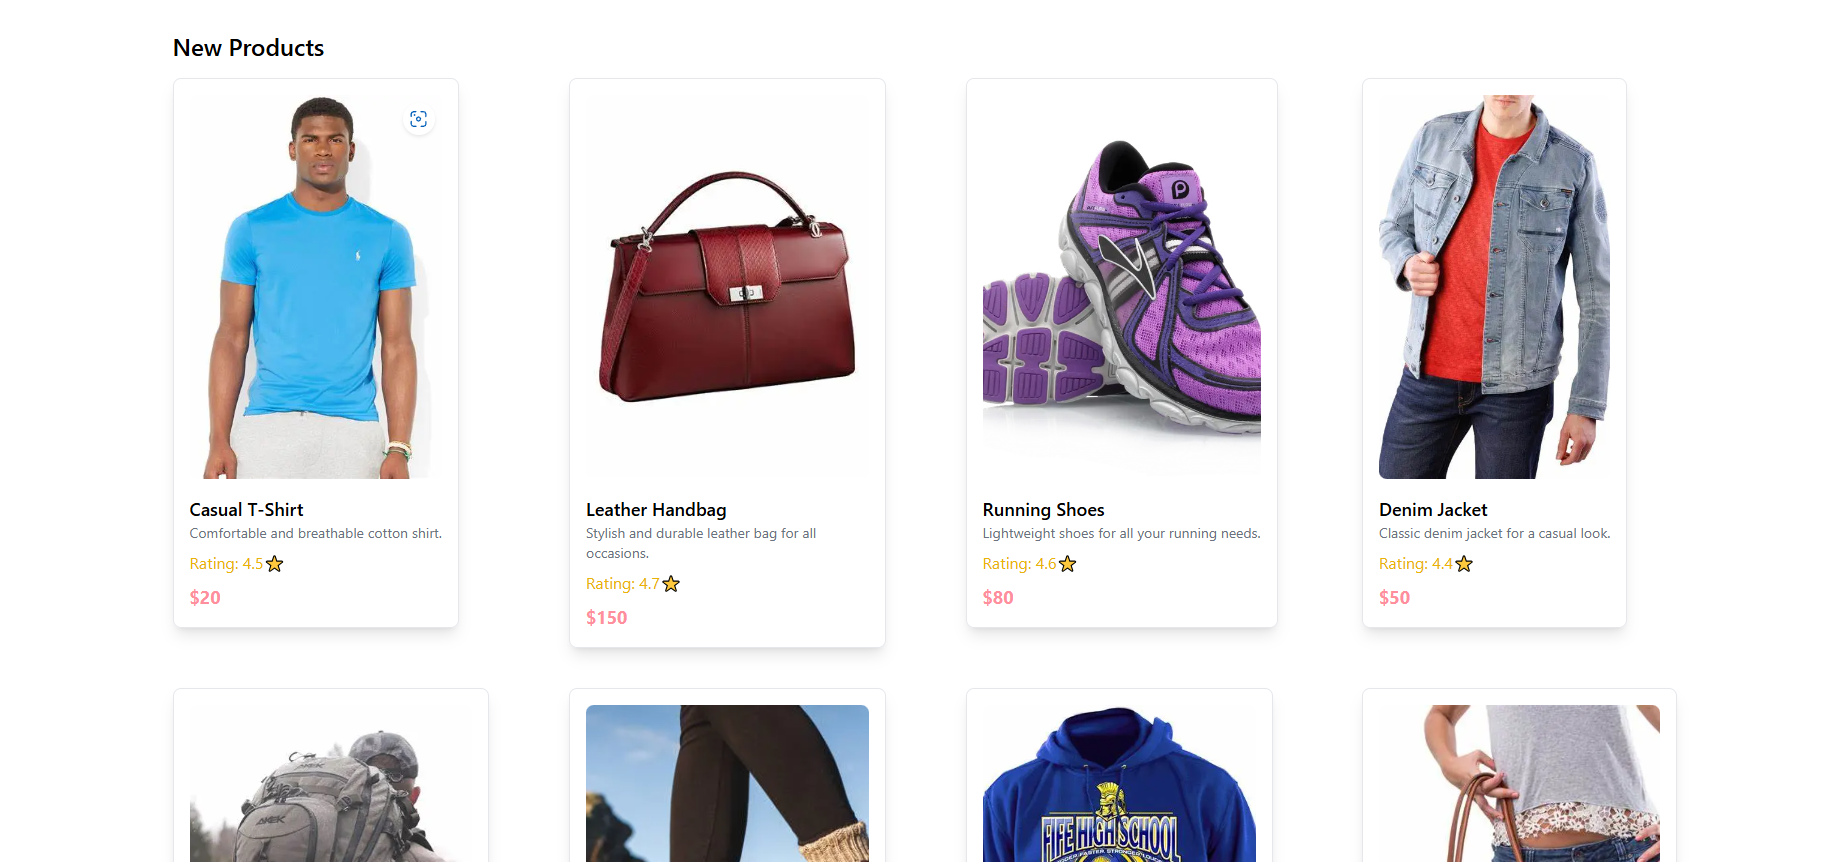 New Products
Casual T-Shirt
Comfortable and breathable cotton shirt.
Rating: 4.5
$20
Leather Handbag
Stylish and durable leather bag for all
occasions.
Rating: 4.7
$150
Running Shoes
Lightweight shoes for all your running needs.
Rating: 4.6
$80
Denim Jacket
Classic denim jacket for a casual look.
Rating: 4.4
$50
FIFE HIGH SCHOOL